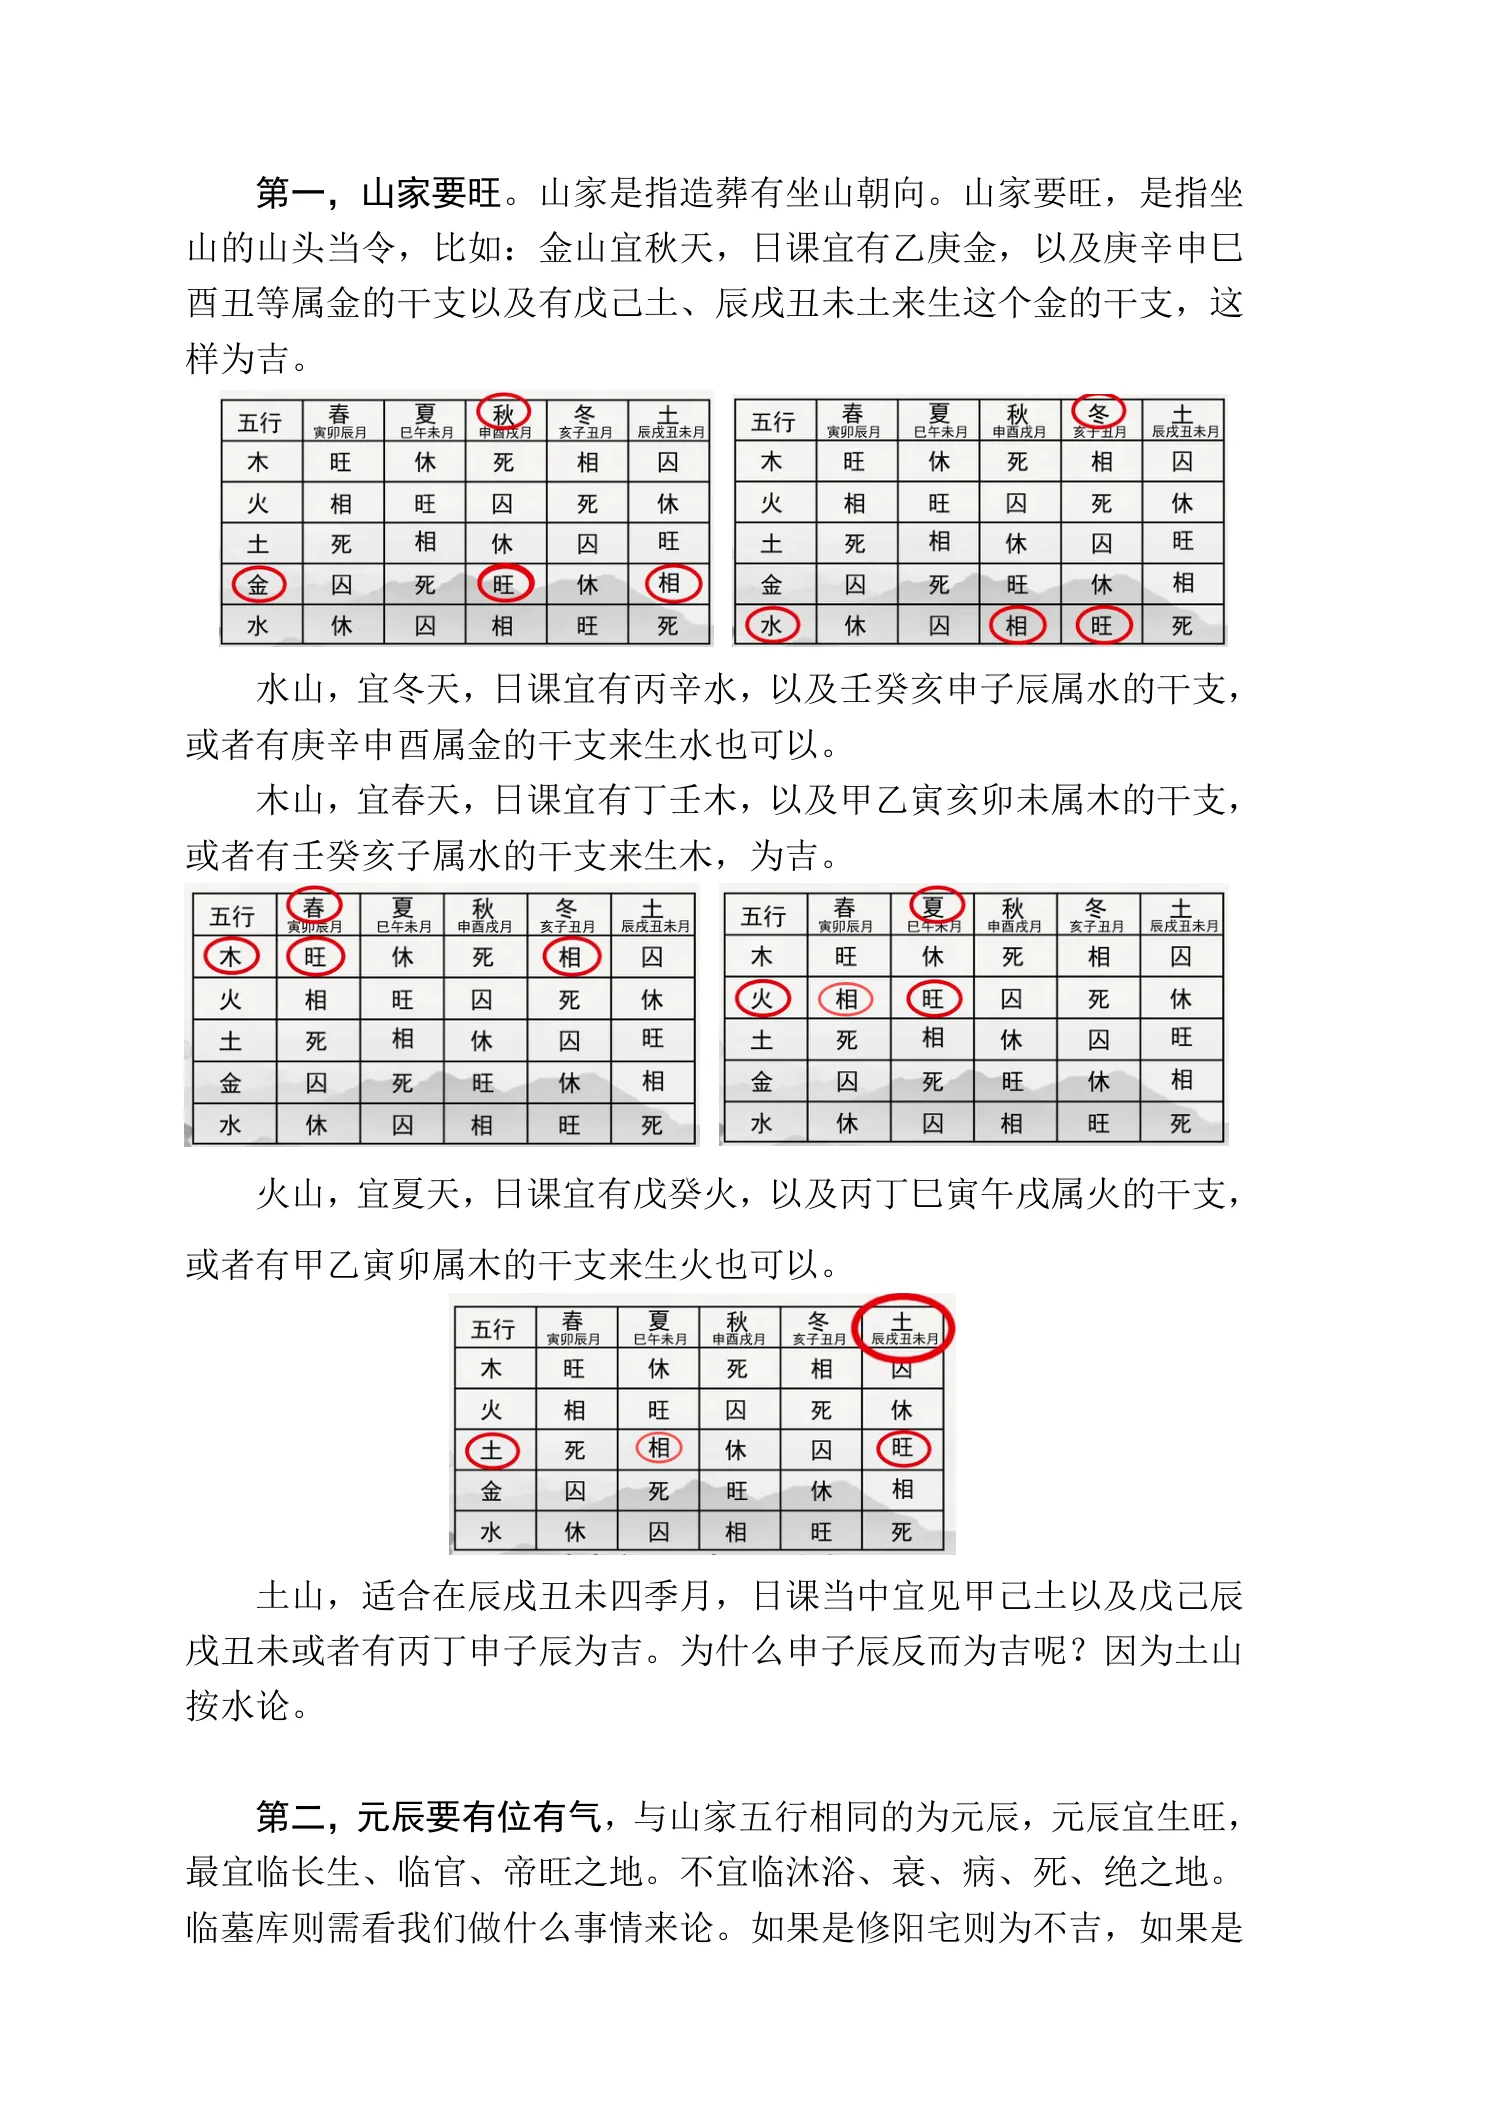 第一，山家要旺。山家是指造葬有坐山朝向。山家要旺，是指坐
山的山头当令，比如：金山宜秋天，日课宜有乙庚金，以及庚辛申巳
酉丑等属金的干支以及有戊己土、辰戌丑未土来生这个金的干支，这
样为吉。
五行 春 寅卯辰月 夏 巳午未月 秋 申酉戌月 冬 亥子丑月 土 辰戌丑未月
木 旺 休 死 相 囚
火 相 旺 囚 死 休
土 死 相 休 囚 旺
金 囚 死 旺 休 相
水 休 囚 相 旺 死
五行 春 寅卯辰月 夏 巳午未月 秋 申酉戌月 冬 亥子丑月 土 辰戌丑未月
木 旺 休 死 相 囚
火 相 旺 囚 死 休
土 死 相 休 囚 旺
金 囚 死 旺 休 相
水 休 囚 相 旺 死
水山，宜冬天，日课宜有丙辛水，以及壬癸亥申子辰属水的干支，
或者有庚辛申酉属金的干支来生水也可以。
木山，宜春天，日课宜有丁壬木，以及甲乙寅亥卯未属木的干支，
或者有壬癸亥子属水的干支来生木，为吉。
五行 春 寅卯辰月 夏 巳午未月 秋 申酉戌月 冬 亥子丑月 土 辰戌丑未月
木 旺 休 死 相 囚
火 相 旺 囚 死 休
土 死 相 休 囚 旺
金 囚 死 旺 休 相
水 休 囚 相 旺 死
五行 春 寅卯辰月 夏 巳午未月 秋 申酉戌月 冬 亥子丑月 土 辰戌丑未月
木 旺 休 死 相 囚
火 相 旺 囚 死 休
土 死 相 休 囚 旺
金 囚 死 旺 休 相
水 休 囚 相 旺 死
火山，宜夏天，日课宜有戊癸火，以及丙丁巳寅午戌属火的干支，
或者有甲乙寅卯属木的干支来生火也可以。
五行 春 寅卯辰月 夏 巳午未月 秋 申酉戌月 冬 亥子丑月 土 辰戌丑未月
木 旺 休 死 相 囚
火 相 旺 囚 死 休
土 死 相 休 囚 旺
金 囚 死 旺 休 相
水 休 囚 相 旺 死
土山，适合在辰戌丑未四季月，日课当中宜见甲己土以及戊己辰
戌丑未或者有丙丁申子辰为吉。为什么申子辰反而为吉呢？因为土山
按水论。
第二，元辰要有位有气，与山家五行相同的为元辰，元辰宜生旺，
最宜临长生、临官、帝旺之地。不宜临沐浴、衰、病、死、绝之地。
临墓库则需看我们做什么事情来论。如果是修阳宅则为不吉，如果是